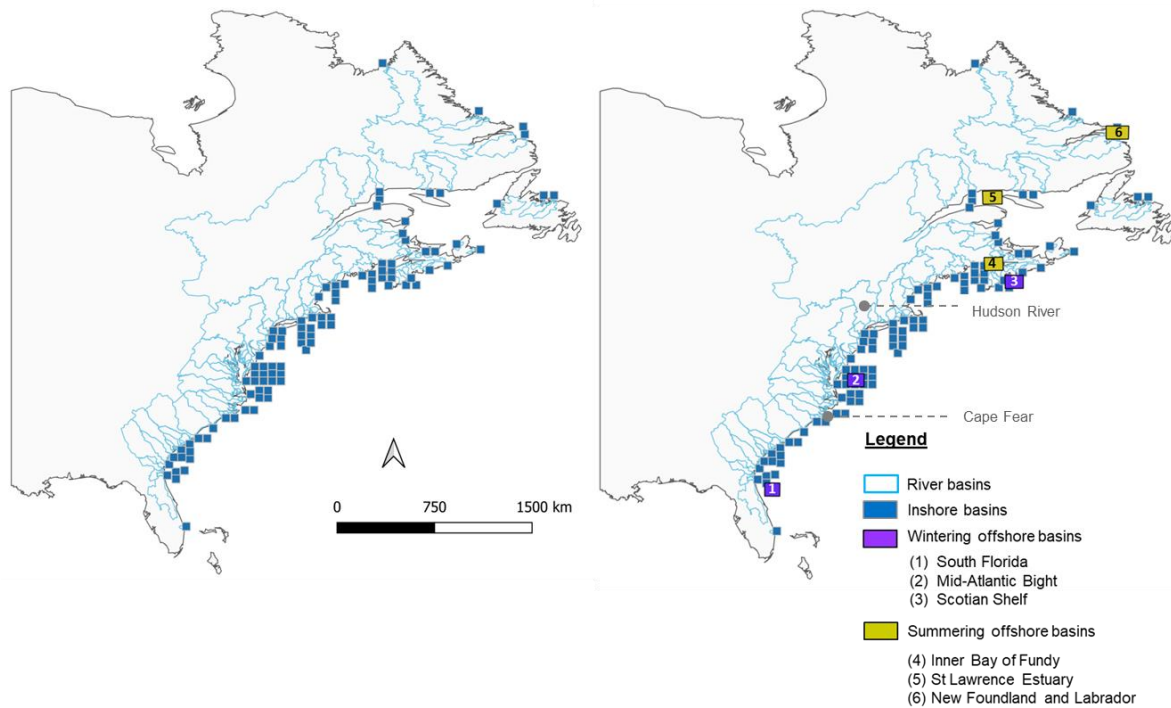 6
5
4
3
Hudson River
2
Cape Fear
Legend
1
River basins
0 750 1500 km
Inshore basins
Wintering offshore basins
(1) South Florida
(2) Mid-Atlantic Bight
(3) Scotian Shelf
Summering offshore basins
(4) Inner Bay of Fundy
(5) St Lawrence Estuary
(6) New Foundland and Labrador